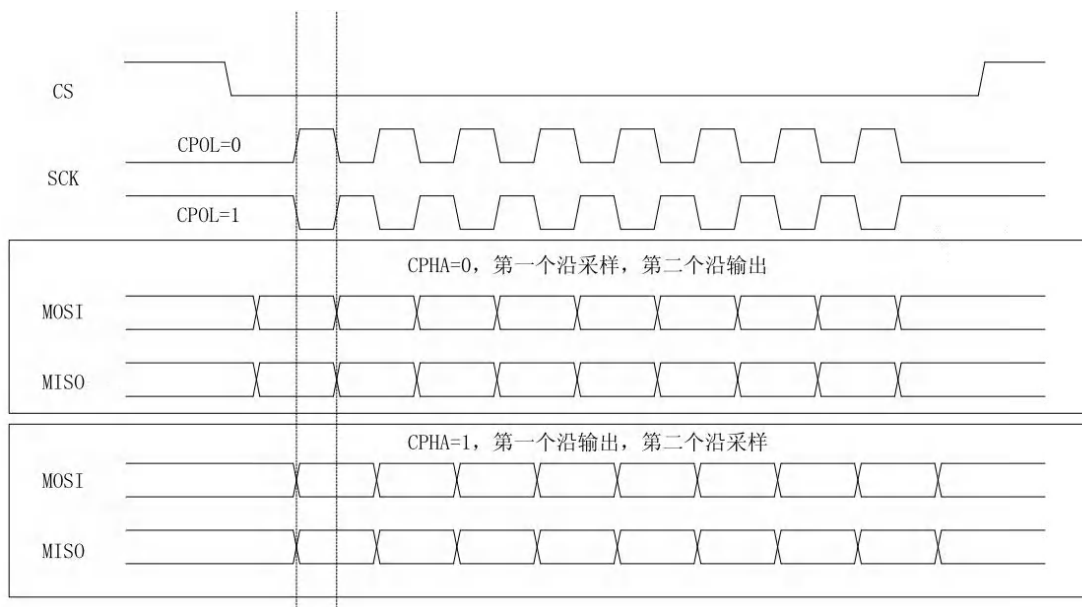 CS
CPOL=0
SCK
CPOL=1
CPHA=0, 第一个沿采样, 第二个沿输出
MOSI
MISO
CPHA=1, 第一个沿输出, 第二个沿采样
MOSI
MISO